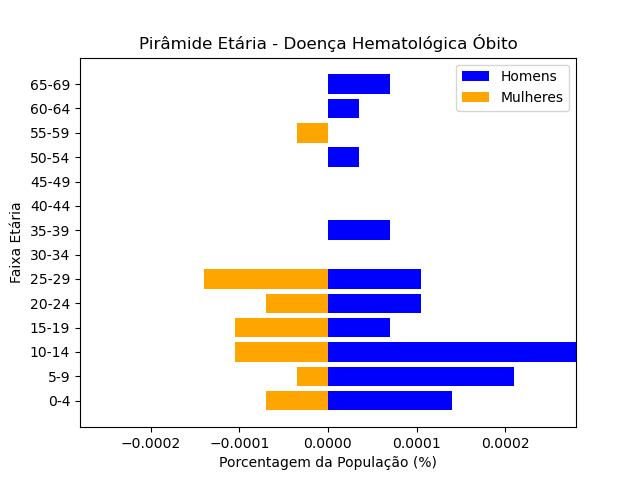 Pirâmide Etária - Doença Hematológica Óbito
Homens
Mulheres
Faixa Etária
65-69
60-64
55-59
50-54
45-49
40-44
35-39
30-34
25-29
20-24
15-19
10-14
5-9
0-4
−0.0002 −0.0001 0.0000 0.0001 0.0002
Porcentagem da População (%)